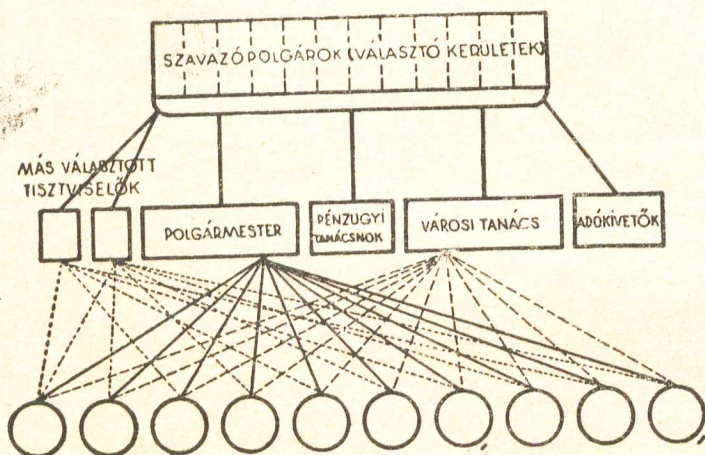 SZAVAZÓ POLGÁROK (VÁLASZTÓ KERÜLETEK)
MÁS VÁLASZTOTT
TISZTVISELŐK
POLGÁRMESTER
PÉNZÜGYI
TANÁCSNOK
VÁROSI TANÁCS
ADÓKIVETŐK